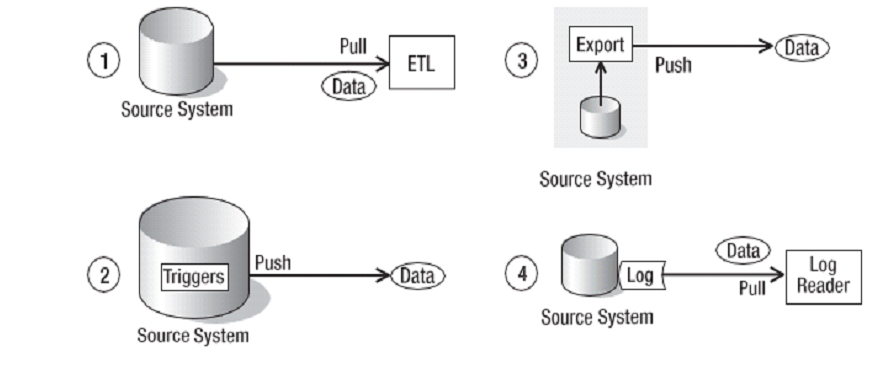 1
Pull
Data
ETL
Source System
2
Triggers
Push
Data
Source System
3
Export
Push
Data
Source System
4
Log
Data
Pull
Log
Reader
Source System